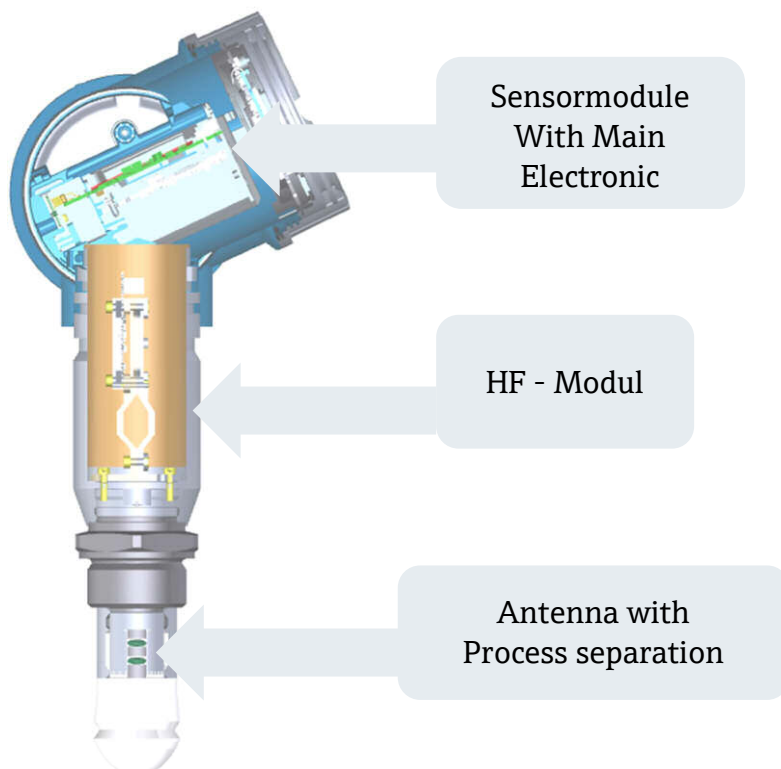 Sensormodule
With Main
Electronic
HF - Modul
Antenna with
Process separation